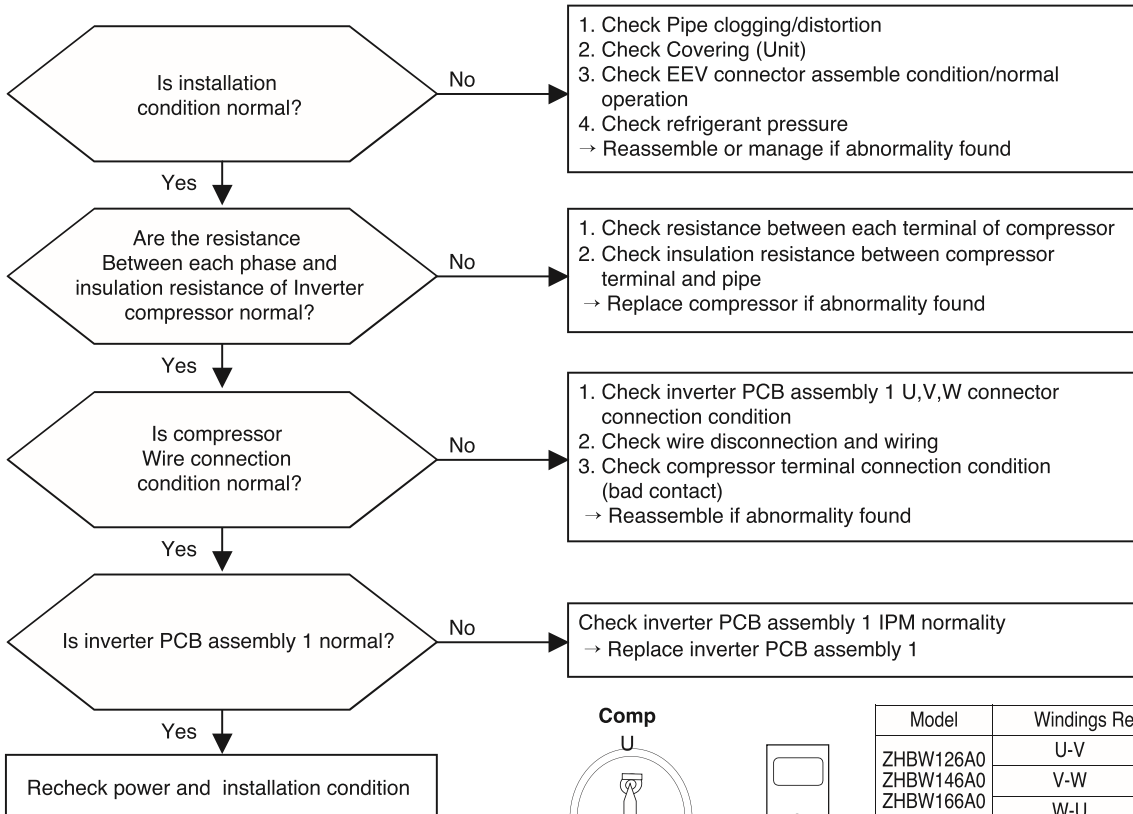 Is installation
condition normal?
No
1. Check Pipe clogging/distortion
2. Check Covering (Unit)
3. Check EEV connector assemble condition/normal
operation
4. Check refrigerant pressure
→ Reassemble or manage if abnormality found
Yes
Are the resistance
Between each phase and
insulation resistance of Inverter
compressor normal?
No
1. Check resistance between each terminal of compressor
2. Check insulation resistance between compressor
terminal and pipe
→ Replace compressor if abnormality found
Yes
Is compressor
Wire connection
condition normal?
No
1. Check inverter PCB assembly 1 U,V,W connector
connection condition
2. Check wire disconnection and wiring
3. Check compressor terminal connection condition
(bad contact)
→ Reassemble if abnormality found
Yes
Is inverter PCB assembly 1 normal?
No
Check inverter PCB assembly 1 IPM normality
→ Replace inverter PCB assembly 1
Yes
Recheck power and installation condition
Comp
U
Model
Windings Re
ZHBW126A0
ZHBW146A0
ZHBW166A0
U-V
V-W
W-U